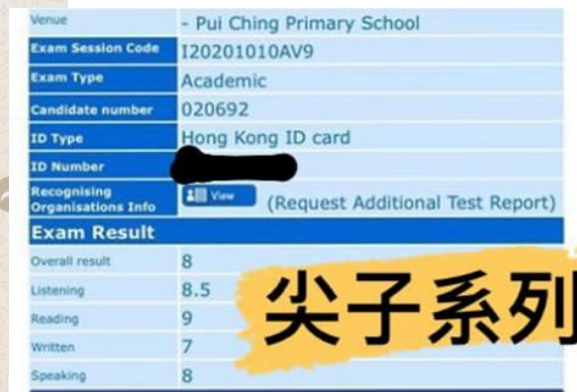 Venue - Pui Ching Primary School
Exam Session Code I20201010AV9
Exam Type Academic
Candidate number 020692
ID Type Hong Kong ID card
ID Number
Recognising
Organisations Info View (Request Additional Test Report)
Exam Result
Overall result 8
Listening 8.5
Reading 9
Written 7
Speaking 8
尖子系列